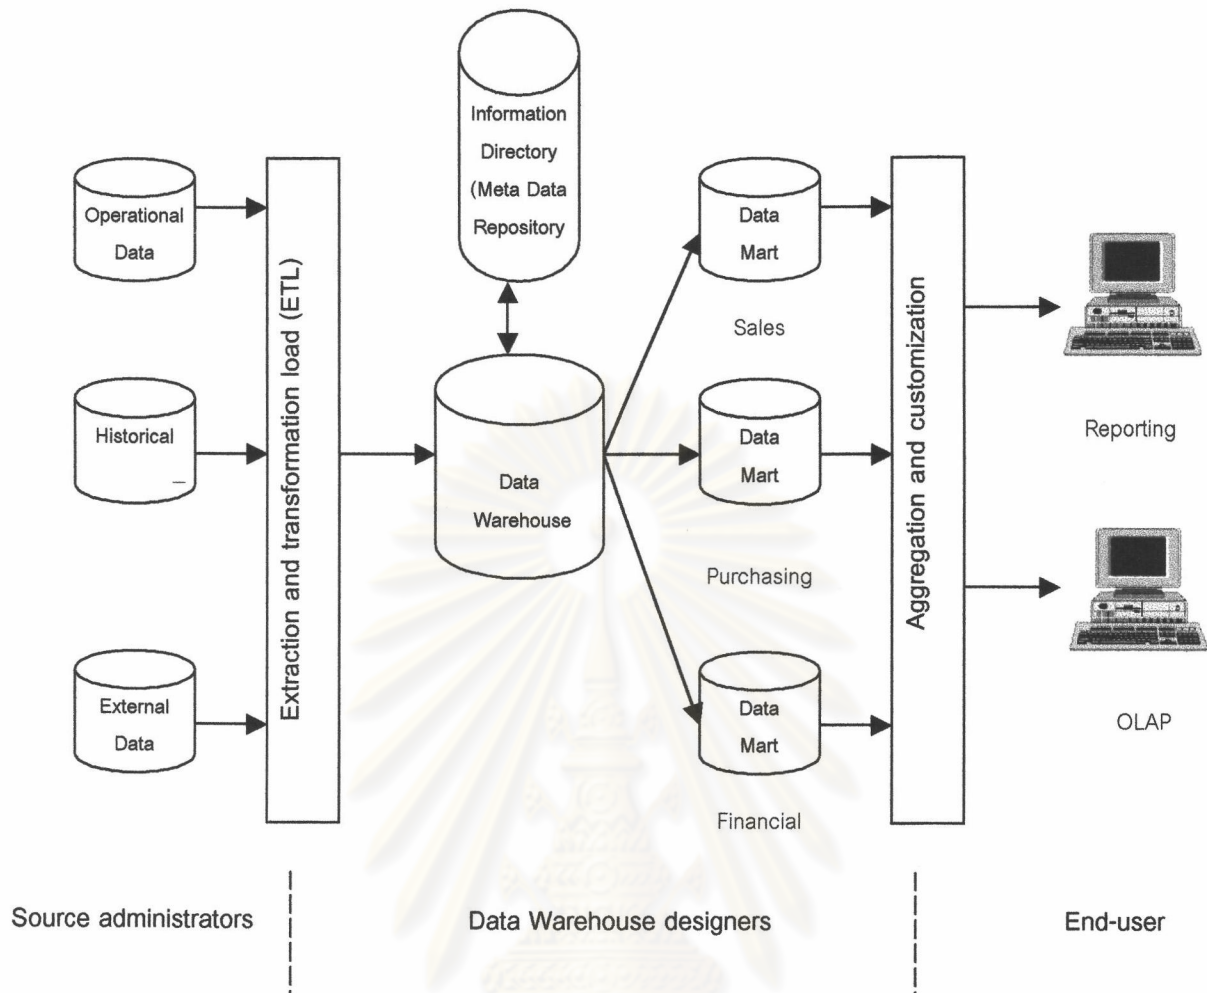 Information
Directory
(Meta Data
Repository)
Operational
Data
Historical
External
Data
Extraction and transformation load (ETL)
Data
Warehouse
Data
Mart
Sales
Data
Mart
Purchasing
Data
Mart
Financial
Aggregation and customization
Reporting
OLAP
Source administrators
Data Warehouse designers
End-user